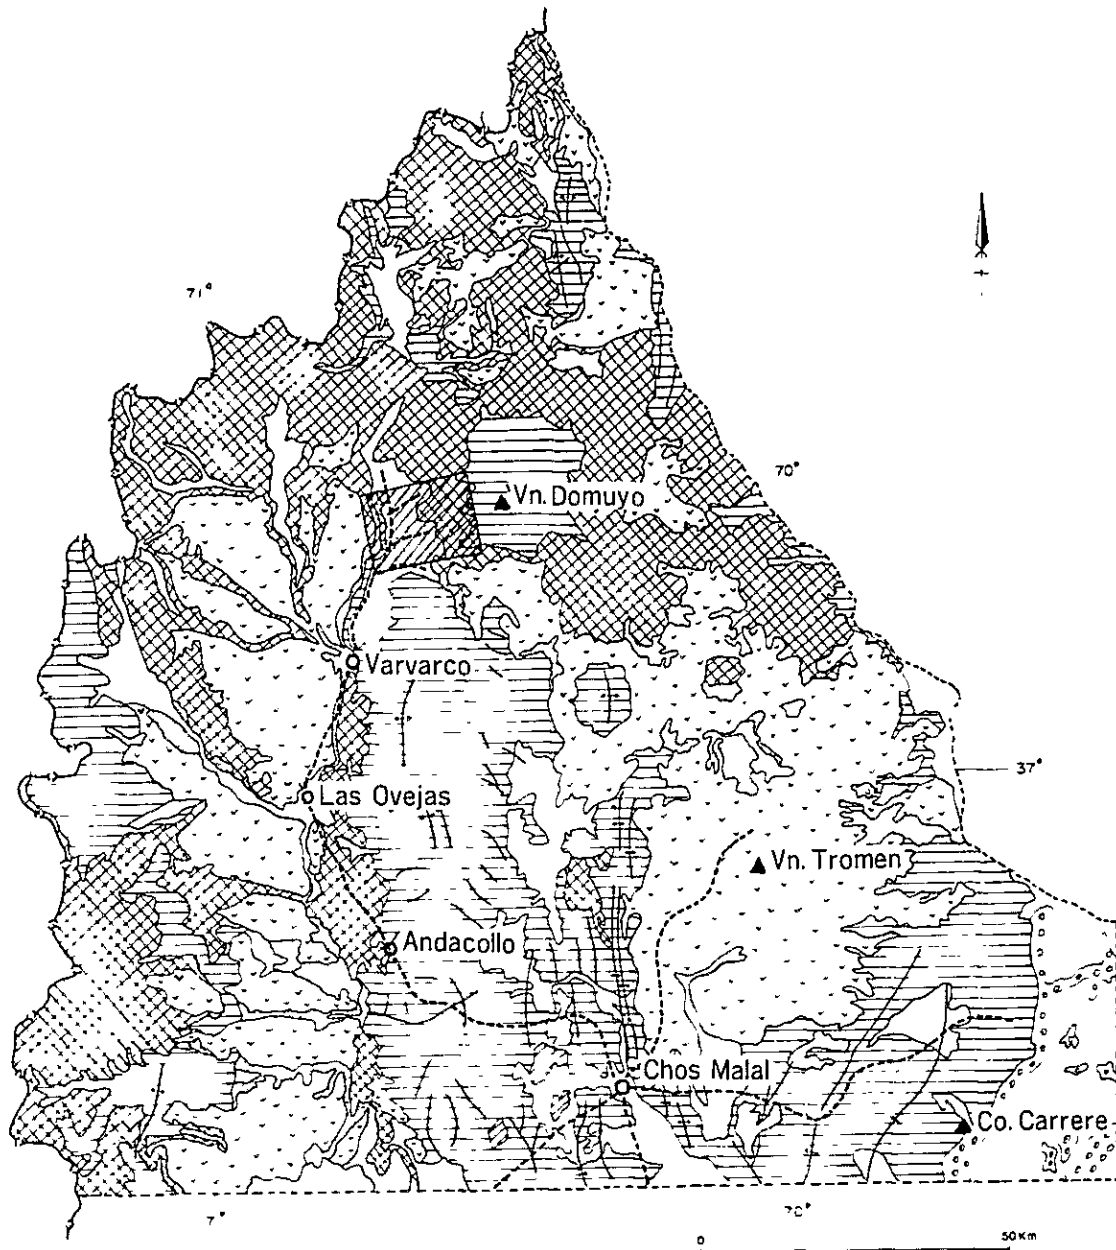 71°
70°
Vn. Domuyo
Varvarco
37°
Las Ovejas
Vn. Tromen
Andacollo
Chos Malal
Co. Carrere
7°
70°
0
50 Km